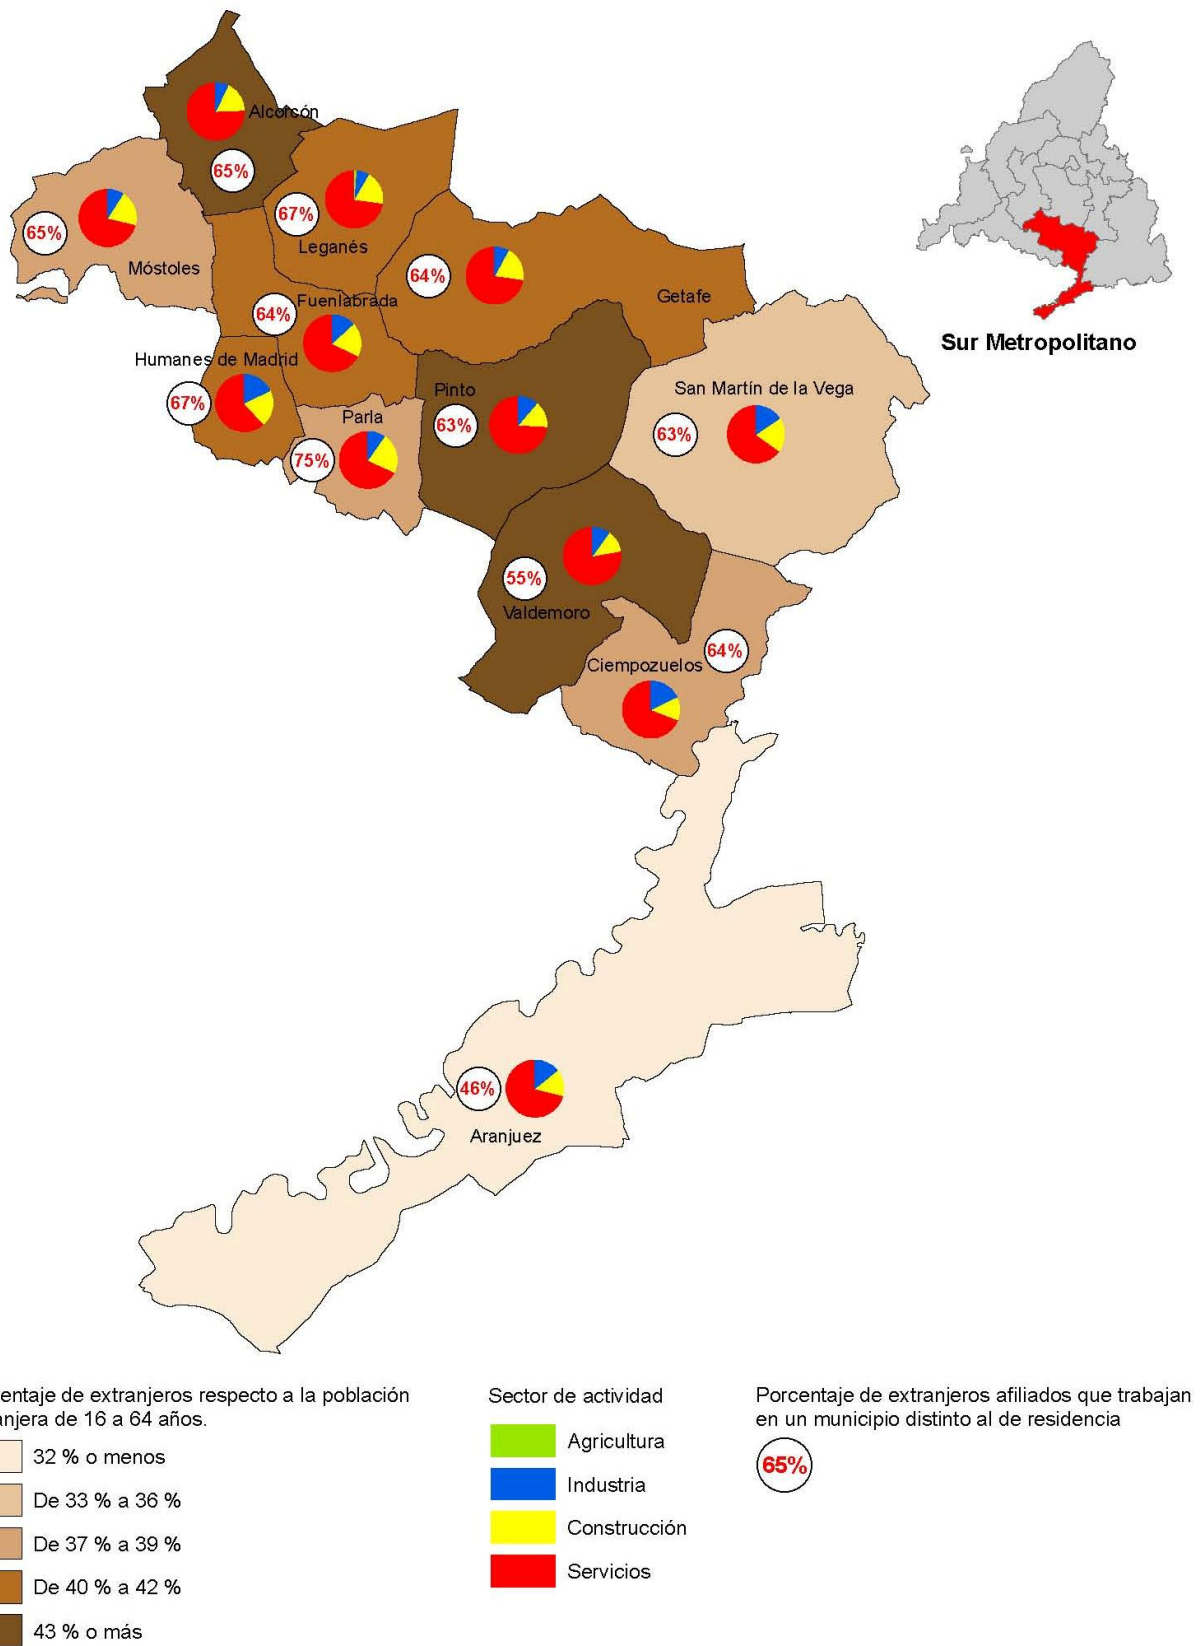 Alcorcón
65%
67%
Leganés
65%
Móstoles
64%
Getafe
Sur Metropolitano
64%
Fuenlabrada
Humanes de Madrid
67%
Parla
75%
Pinto
63%
San Martín de la Vega
63%
55%
Valdemoro
64%
Ciempozuelos
46%
Aranjuez
entaje de extranjeros respecto a la población
anjera de 16 a 64 años.
32 % o menos
De 33 % a 36 %
De 37 % a 39 %
De 40 % a 42 %
43 % o más
Sector de actividad
Agricultura
Industria
Construcción
Servicios
Porcentaje de extranjeros afiliados que trabajan
en un municipio distinto al de residencia
65%